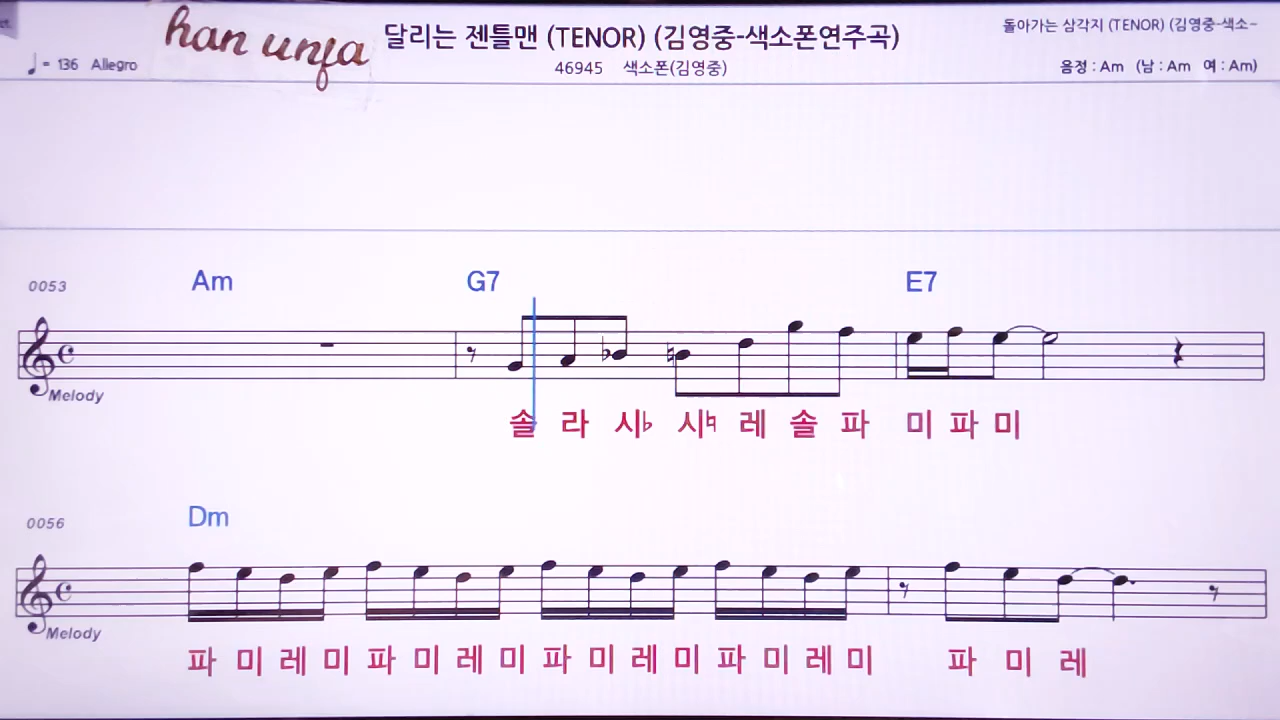 han unfa
달리는 젠틀맨 (TENOR) (김영중-색소폰연주곡)
돌아가는 삼각지 (TENOR) (김영중-색소-
♩= 136 Allegro
46945 색소폰(김영중)
음정 : Am (남 : Am 여 : Am)
0053 Am G7 E7
Melody
솔 라 시♭ 시♮ 레 솔 파 미 파 미
0056 Dm
Melody
파 미 레 미 파 미 레 미 파 미 레 미 파 미 레 미 파 미 레